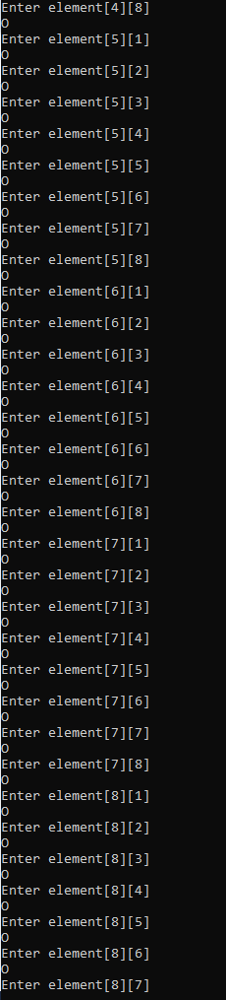 Enter element[4][8]
0
Enter element[5][1]
0
Enter element[5][2]
0
Enter element[5][3]
0
Enter element[5][4]
0
Enter element[5][5]
0
Enter element[5][6]
0
Enter element[5][7]
0
Enter element[5][8]
0
Enter element[6][1]
0
Enter element[6][2]
0
Enter element[6][3]
0
Enter element[6][4]
0
Enter element[6][5]
0
Enter element[6][6]
0
Enter element[6][7]
0
Enter element[6][8]
0
Enter element[7][1]
0
Enter element[7][2]
0
Enter element[7][3]
0
Enter element[7][4]
0
Enter element[7][5]
0
Enter element[7][6]
0
Enter element[7][7]
0
Enter element[7][8]
0
Enter element[8][1]
0
Enter element[8][2]
0
Enter element[8][3]
0
Enter element[8][4]
0
Enter element[8][5]
0
Enter element[8][6]
0
Enter element[8][7]